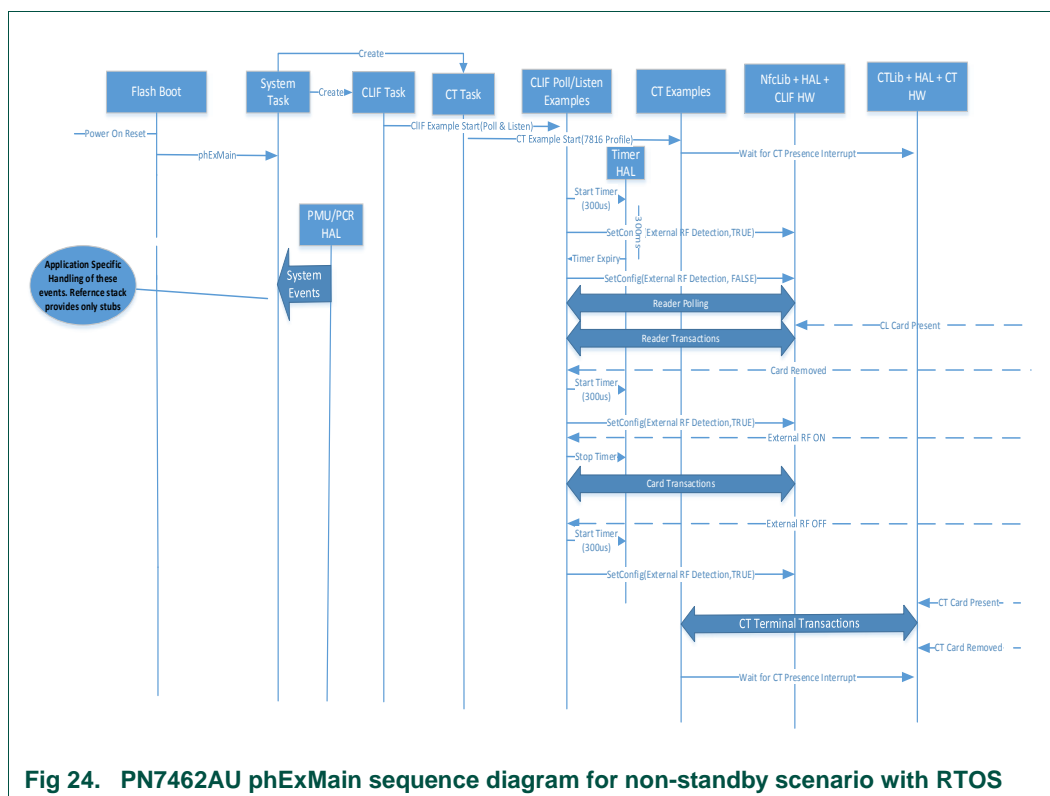 Create
Flash Boot
System
Task
Create
CLIF Task
CT Task
CLIF Poll/Listen
Examples
CT Examples
NfcLib + HAL +
CLIF HW
CTLib + HAL + CT
HW
Power On Reset
phExMain
ClIF Example Start(Poll & Listen)
CT Example Start(7816 Profile)
Wait for CT Presence Interrupt
Timer
HAL
Start Timer
(300us)
300ms
PMU/PCR
HAL
SetConfig(External RF Detection,TRUE)
Timer Expiry
SetConfig(External RF Detection, FALSE)
Application Specific
Handling of these
events. Refernce stack
provides only stubs
System
Events
Reader Polling
CL Card Present
Reader Transactions
Card Removed
Start Timer
(300us)
SetConfig(External RF Detection,TRUE)
External RF ON
Stop Timer
Card Transactions
External RF OFF
Start Timer
(300us)
SetConfig(External RF Detection,TRUE)
CT Card Present
CT Terminal Transactions
CT Card Removed
Wait for CT Presence Interrupt
Fig 24. PN7462AU phExMain sequence diagram for non-standby scenario with RTOS